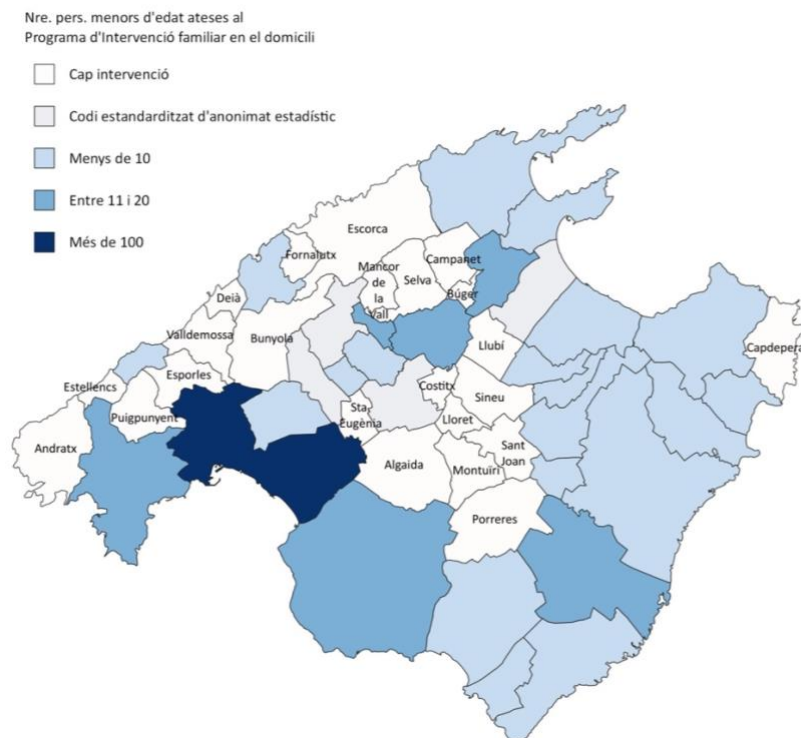 Nre. pers. menors d'edat ateses al
Programa d'Intervenció familiar en el domicili
Cap intervenció
Codi estandarditzat d'anonimat estadístic
Menys de 10
Entre 11 i 20
Més de 100
Escorca
Fornalutx
Mancor
de
la
Vall
Selva
Campanet
Búger
Deià
Valldemossa
Bunyola
Llubí
Capdepera
Esporles
Estellencs
Puigpunyent
Costitx
Sineu
Sta
Eugènia
Lloret
Andratx
Algaida
Montuïri
Sant
Joan
Porreres